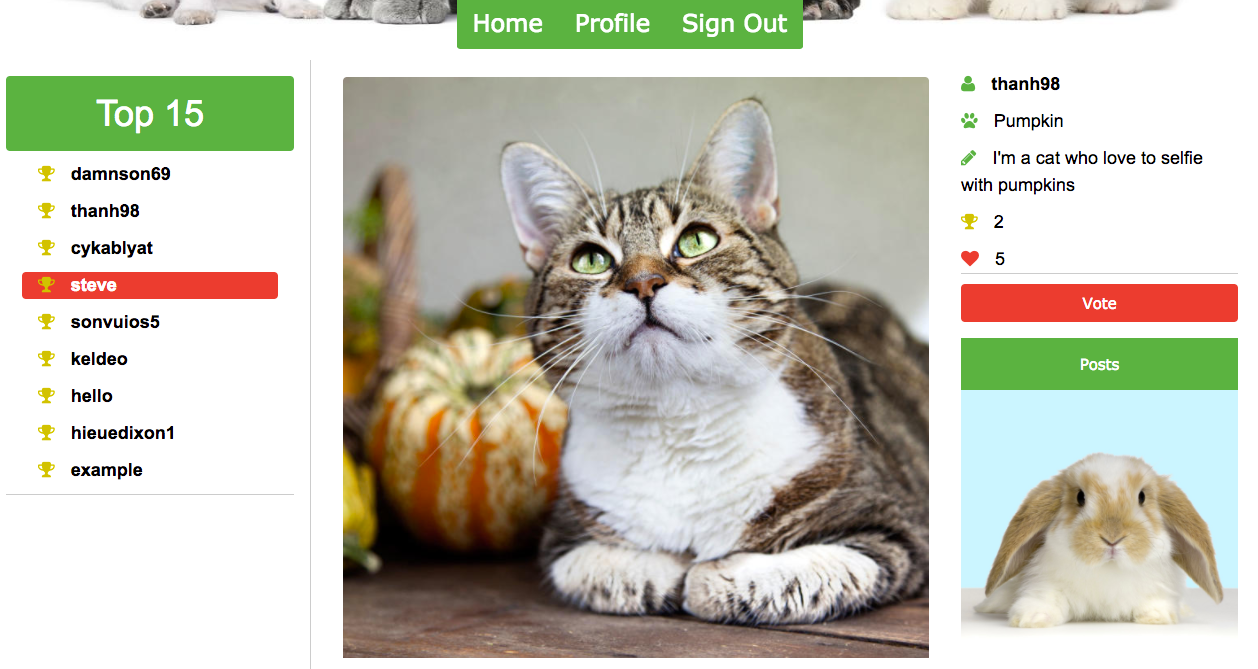 Home Profile Sign Out
Top 15
damnson69
thanh98
cykablyat
steve
sonvuios5
keldeo
hello
hieuedixon1
example
thanh98
Pumpkin
I'm a cat who love to selfie
with pumpkins
2
5
Vote
Posts